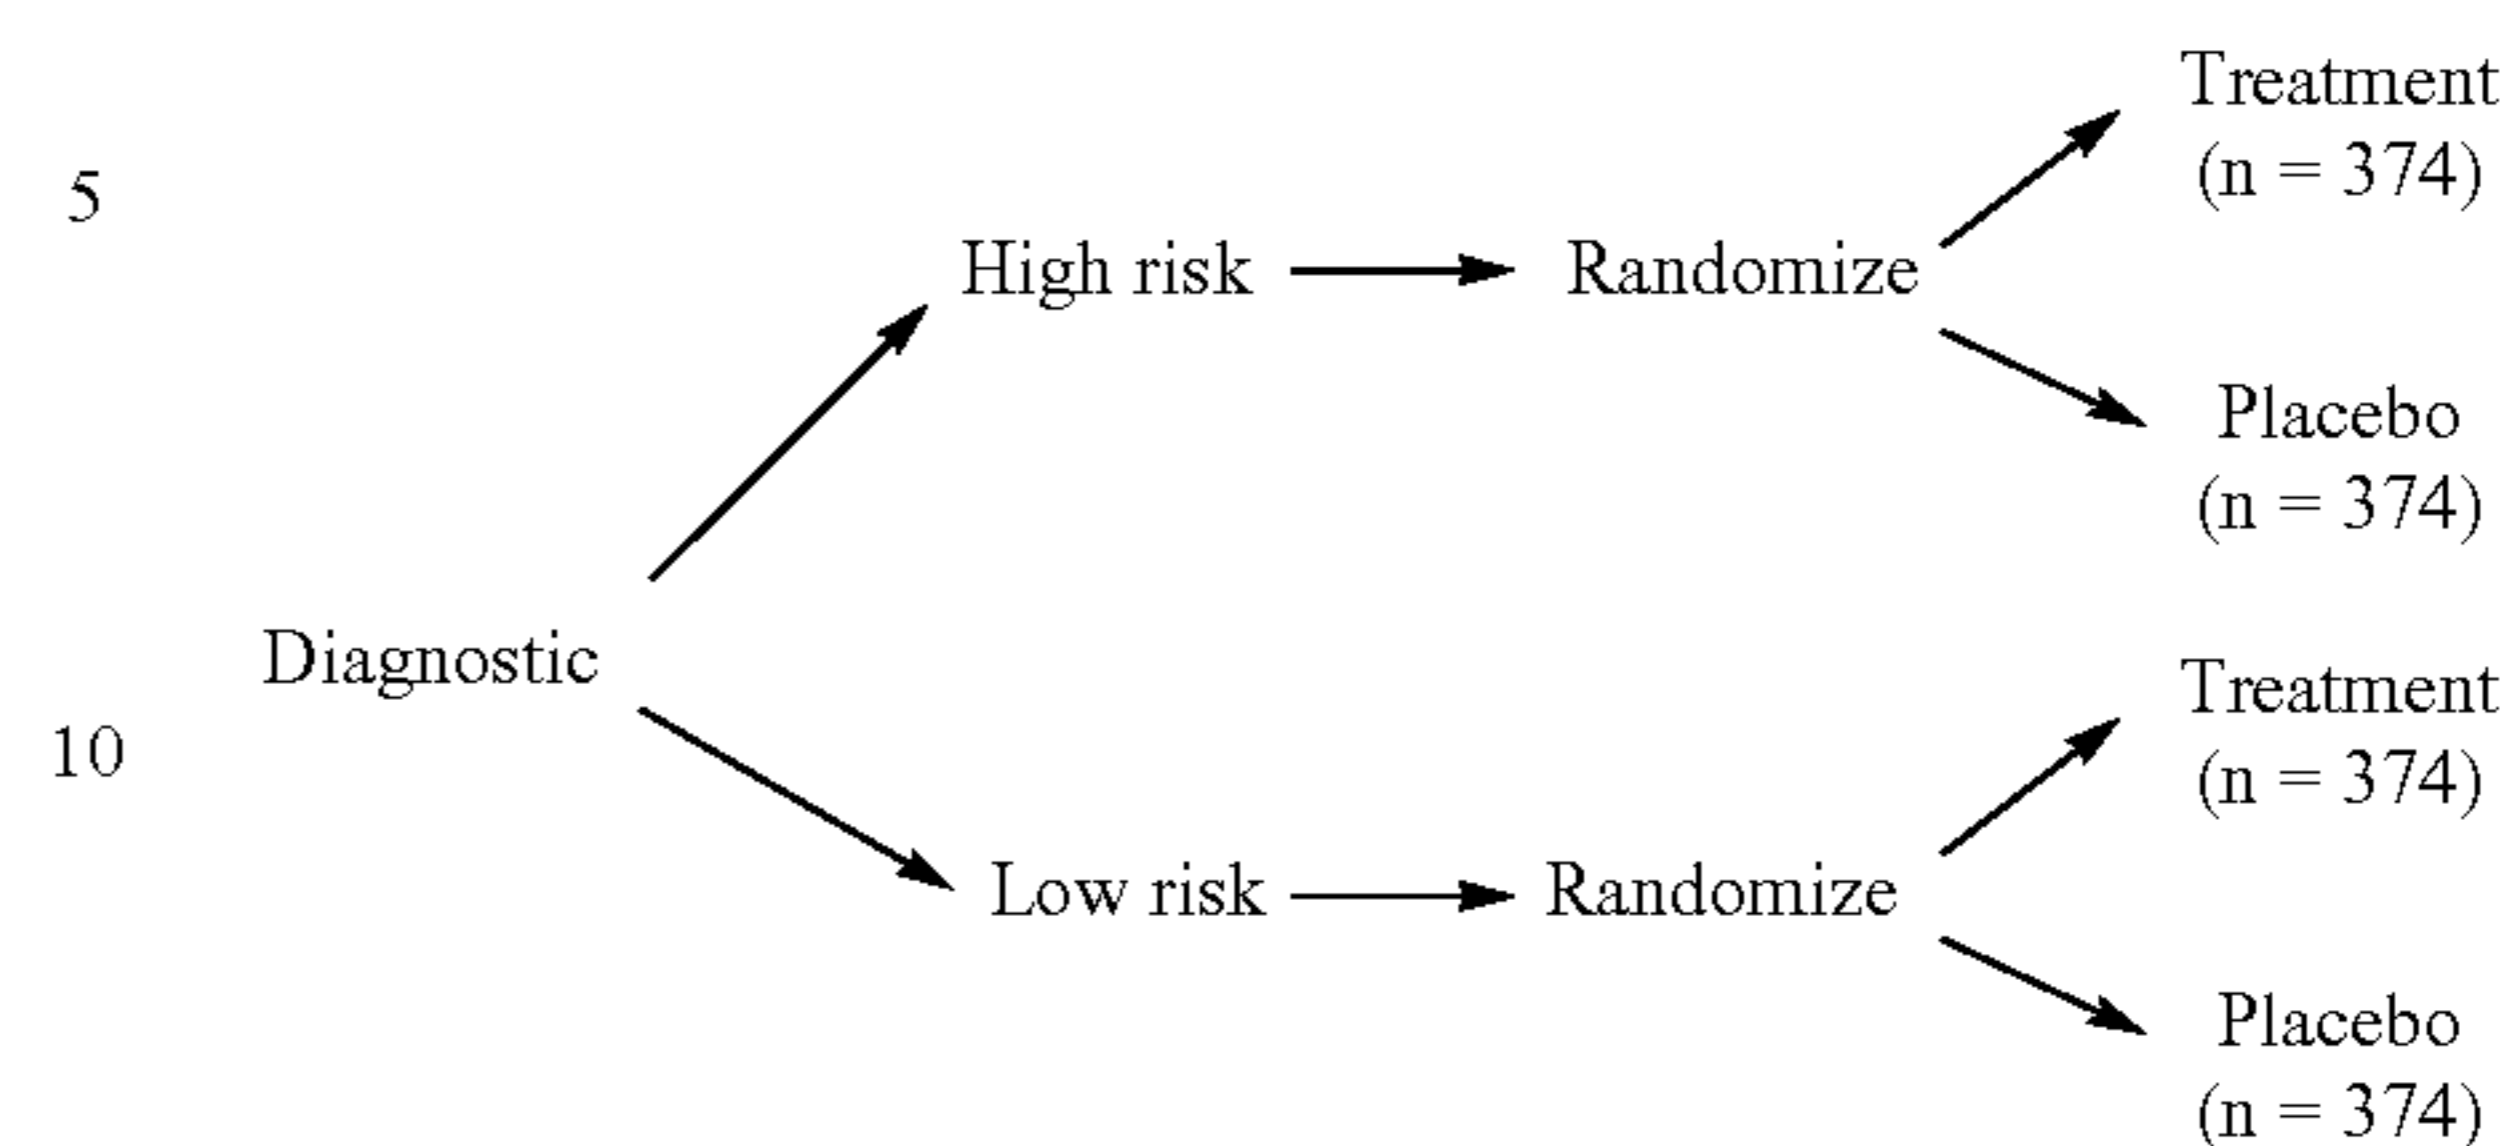 Treatment
5
(n = 374)
High risk
Randomize
Placebo
(n = 374)
Diagnostic
Treatment
10
(n = 374)
Low risk
Randomize
Placebo
(n = 374)